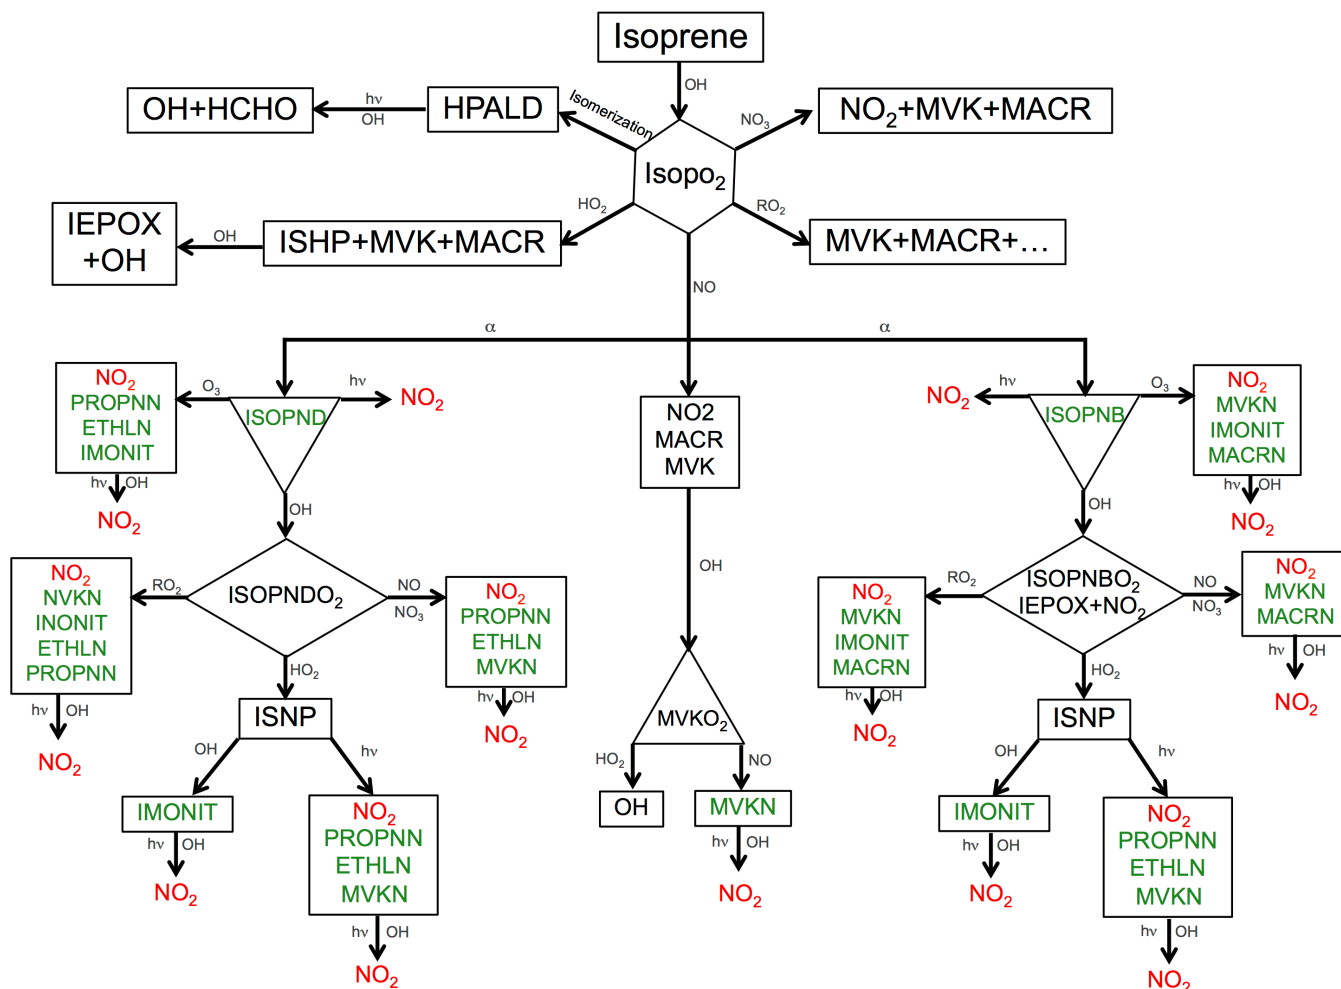 Isoprene
OH
OH+HCHO
hν
OH
HPALD
Isomerization
NO₃
NO₂+MVK+MACR
Isopo₂
IEPOX
+OH
OH
ISHP+MVK+MACR
HO₂
RO₂
MVK+MACR+…
NO
α
α
NO₂
PROPNN
ETHLN
IMONIT
O₃
ISOPND
hν
NO₂
hν OH
NO₂
OH
NO2
MACR
MVK
NO₂
hν
ISOPNB
O₃
NO₂
MVKN
IMONIT
MACRN
hν OH
NO₂
OH
NO₂
NVKN
INONIT
ETHLN
PROPNN
RO₂
ISOPNDO₂
NO
NO₃
NO₂
PROPNN
ETHLN
MVKN
hν OH
NO₂
hν OH
NO₂
HO₂
ISNP
OH
hν
IMONIT
hν OH
NO₂
NO₂
PROPNN
ETHLN
MVKN
hν OH
NO₂
OH
MVKO₂
HO₂
NO
OH
MVKN
hν OH
NO₂
NO₂
MVKN
IMONIT
MACRN
RO₂
ISOPNBO₂
IEPOX+NO₂
NO
NO₃
NO₂
MVKN
MACRN
hν OH
NO₂
hν OH
NO₂
HO₂
ISNP
OH
hν
IMONIT
hν OH
NO₂
NO₂
PROPNN
ETHLN
MVKN
hν OH
NO₂